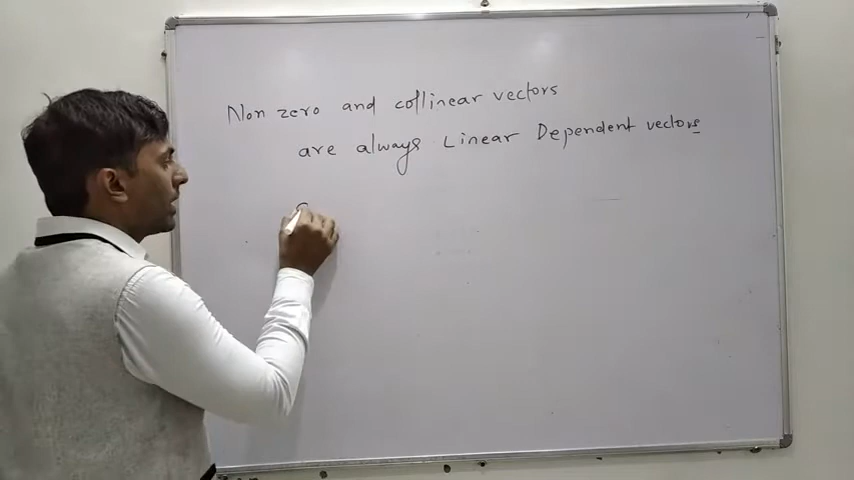 Non zero and collinear vectors
are always Linear Dependent vectors